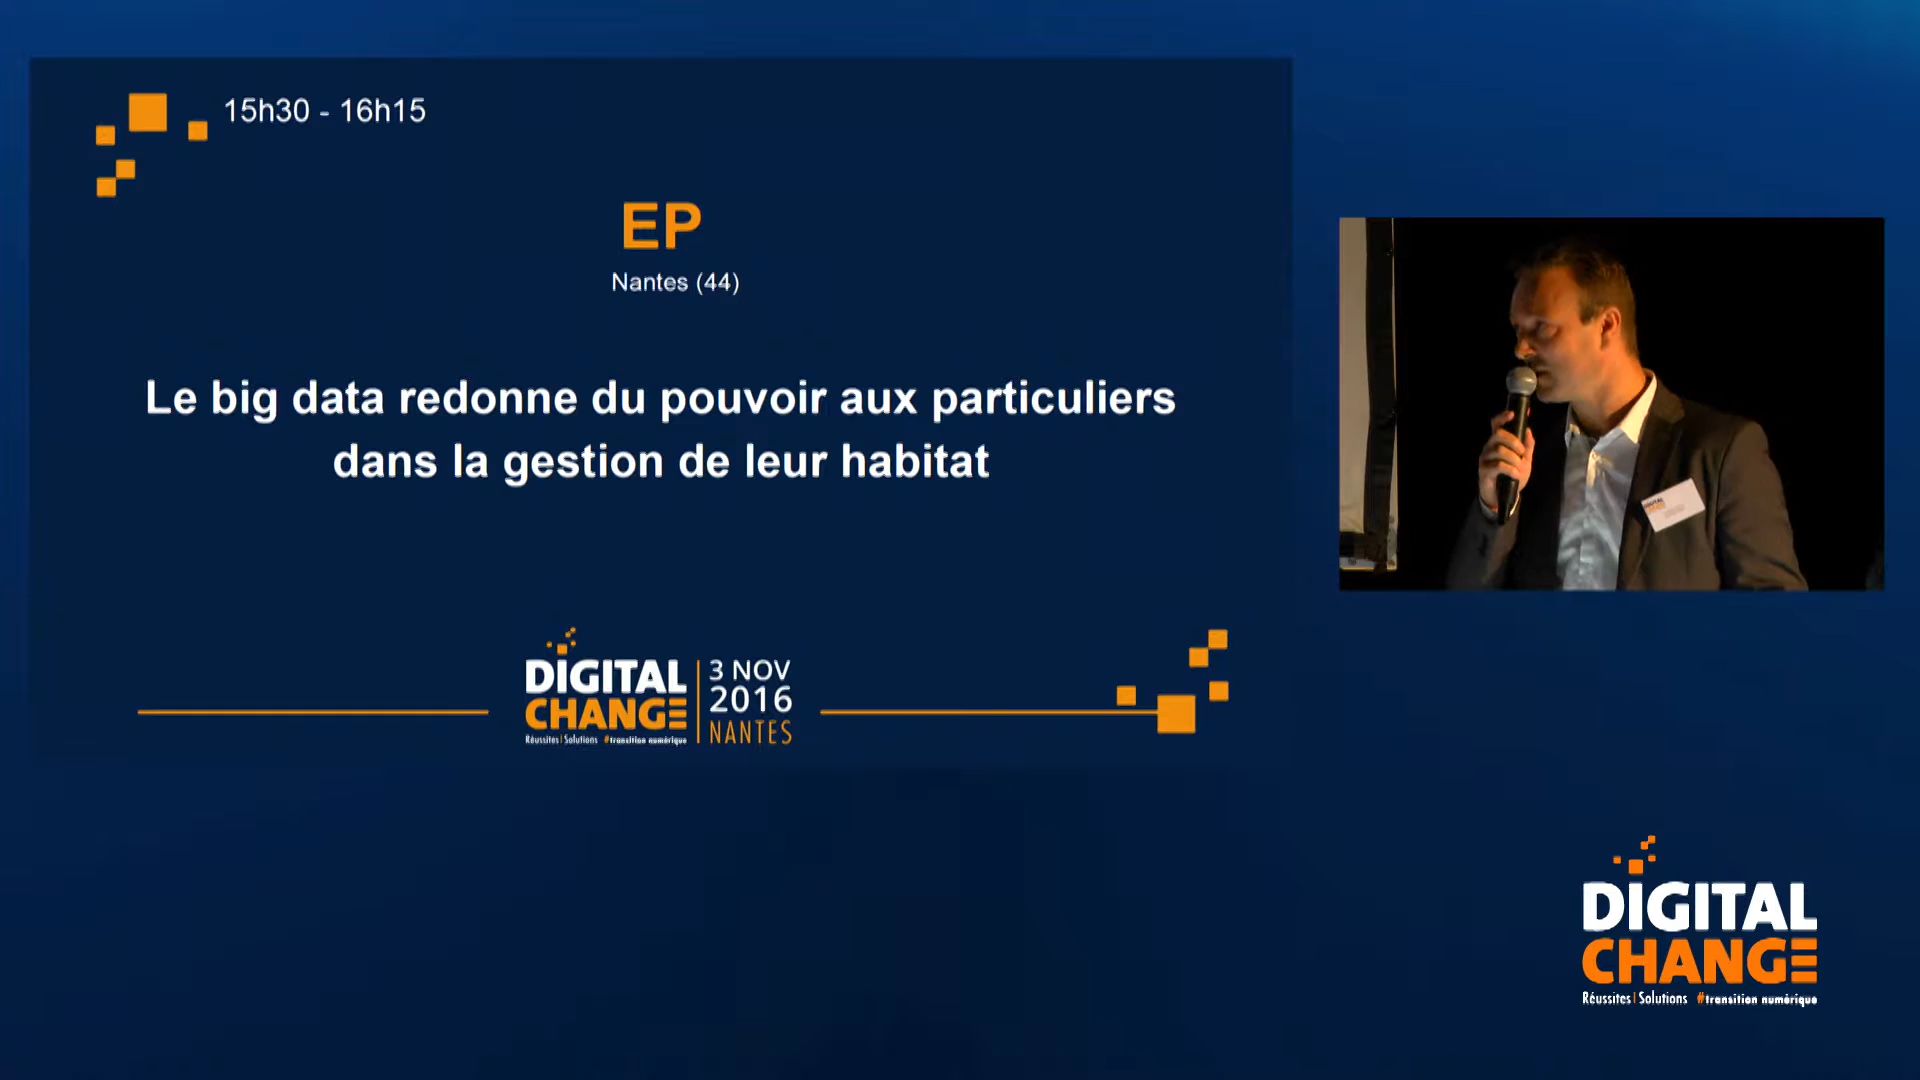 15h30 - 16h15
EP
Nantes (44)
Le big data redonne du pouvoir aux particuliers
dans la gestion de leur habitat
DIGITAL
CHANGE
Réussites | Solutions #transition numérique
3 NOV
2016
NANTES
DIGITAL
CHANGE
Réussites | Solutions #transition numérique